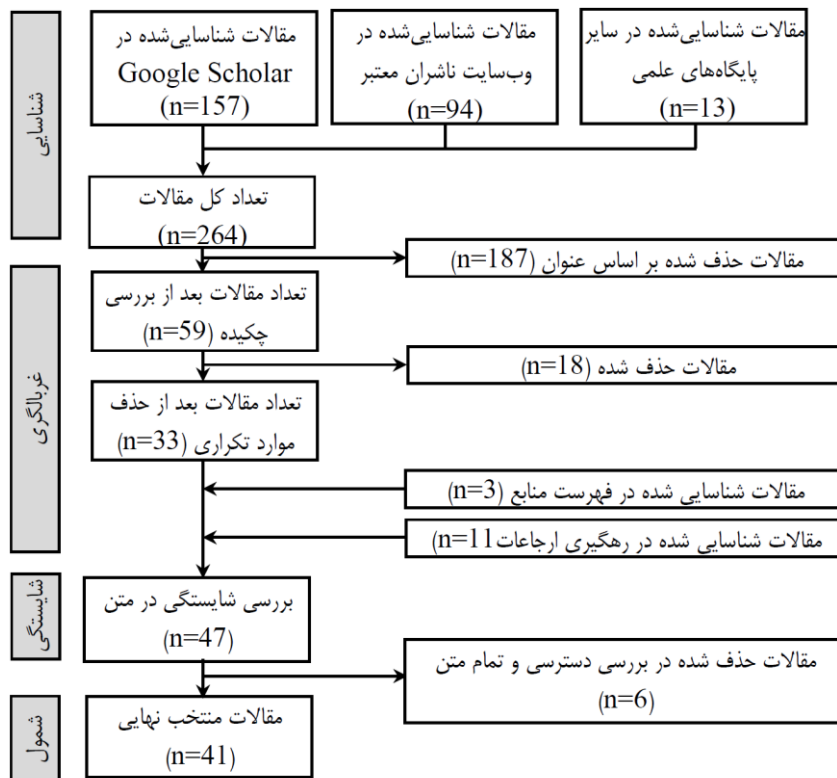 شناسایی
مقالات شناسایی‌شده در
Google Scholar
(n=157)
مقالات شناسایی‌شده در
وب‌سایت ناشران معتبر
(n=94)
مقالات شناسایی‌شده در سایر
پایگاه‌های علمی
(n=13)
تعداد کل مقالات
(n=264)
مقالات حذف شده بر اساس عنوان (n=187)
غربالگری
تعداد مقالات بعد از بررسی
چکیده (n=59)
مقالات حذف شده (n=18)
تعداد مقالات بعد از حذف
موارد تکراری (n=33)
مقالات شناسایی شده در فهرست منابع (n=3)
مقالات شناسایی شده در رهگیری ارجاعات n=11)
شایستگی
بررسی شایستگی در متن
(n=47)
مقالات حذف شده در بررسی دسترسی و تمام متن
(n=6)
شمول
مقالات منتخب نهایی
(n=41)